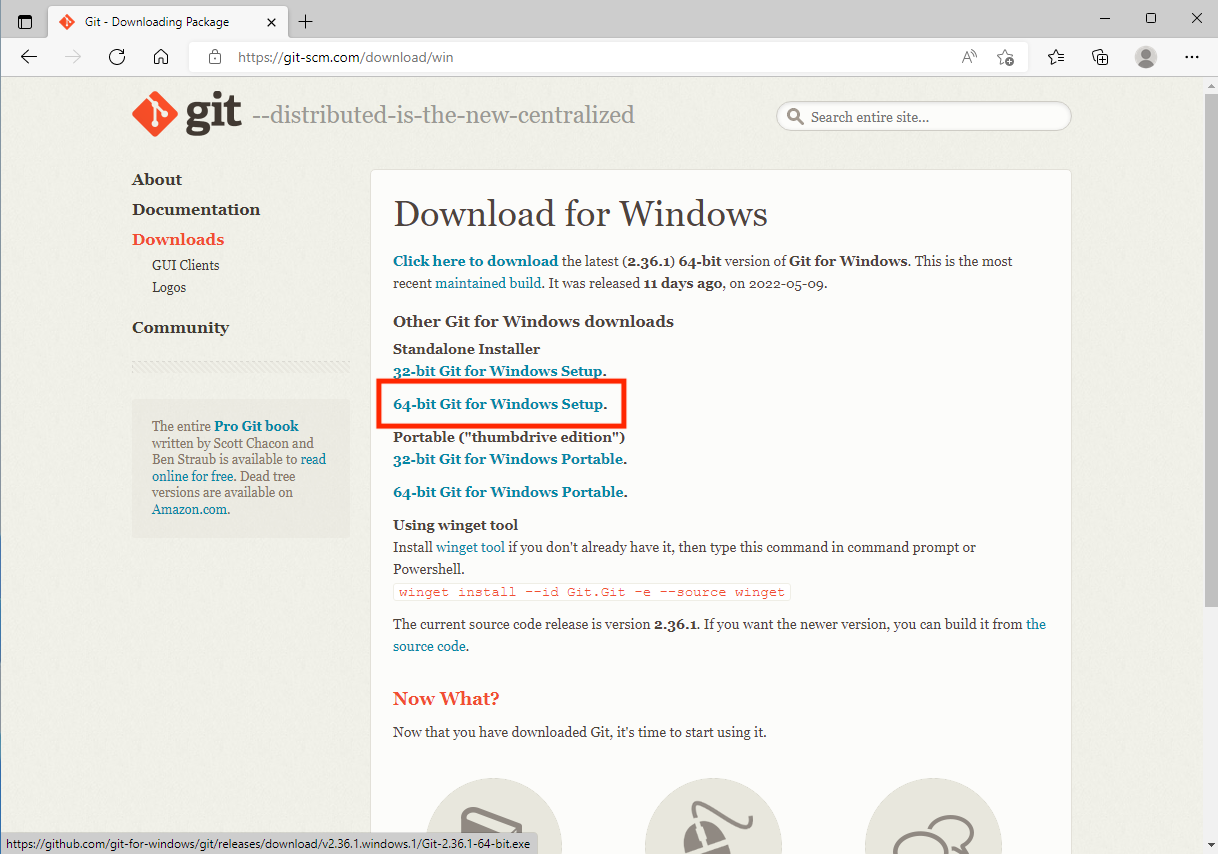 Git - Downloading Package
https://git-scm.com/download/win
git --distributed-is-the-new-centralized
Search entire site...
About
Documentation
Downloads
GUI Clients
Logos
Community
The entire Pro Git book
written by Scott Chacon and
Ben Straub is available to read
online for free. Dead tree
versions are available on
Amazon.com.
Download for Windows
Click here to download the latest (2.36.1) 64-bit version of Git for Windows. This is the most
recent maintained build. It was released 11 days ago, on 2022-05-09.
Other Git for Windows downloads
Standalone Installer
32-bit Git for Windows Setup.
64-bit Git for Windows Setup.
Portable ("thumbdrive edition")
32-bit Git for Windows Portable.
64-bit Git for Windows Portable.
Using winget tool
Install winget tool if you don't already have it, then type this command in command prompt or
Powershell.
winget install --id Git.Git -e --source winget
The current source code release is version 2.36.1. If you want the newer version, you can build it from the
source code.
Now What?
Now that you have downloaded Git, it's time to start using it.
https://github.com/git-for-windows/git/releases/download/v2.36.1.windows.1/Git-2.36.1-64-bit.exe